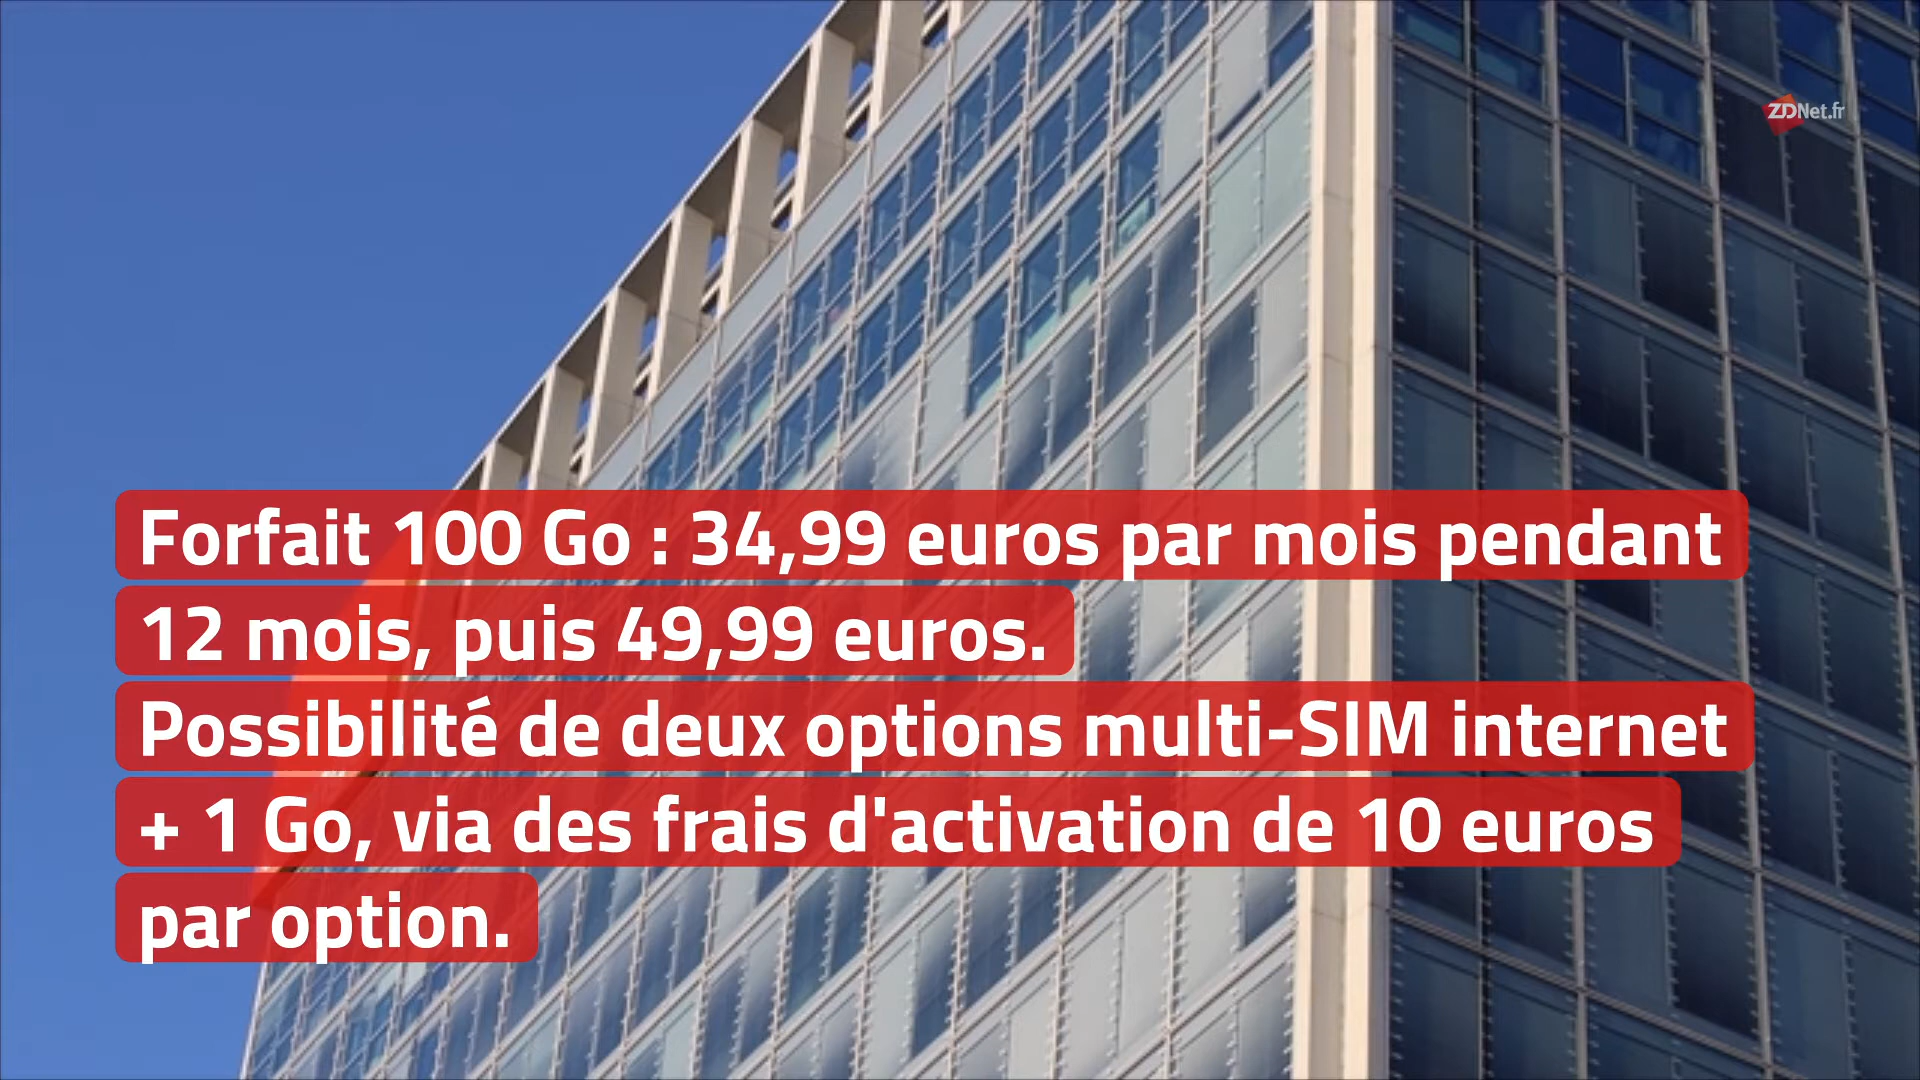 ZDNet.fr
Forfait 100 Go : 34,99 euros par mois pendant
12 mois, puis 49,99 euros.
Possibilité de deux options multi-SIM internet
+ 1 Go, via des frais d'activation de 10 euros
par option.